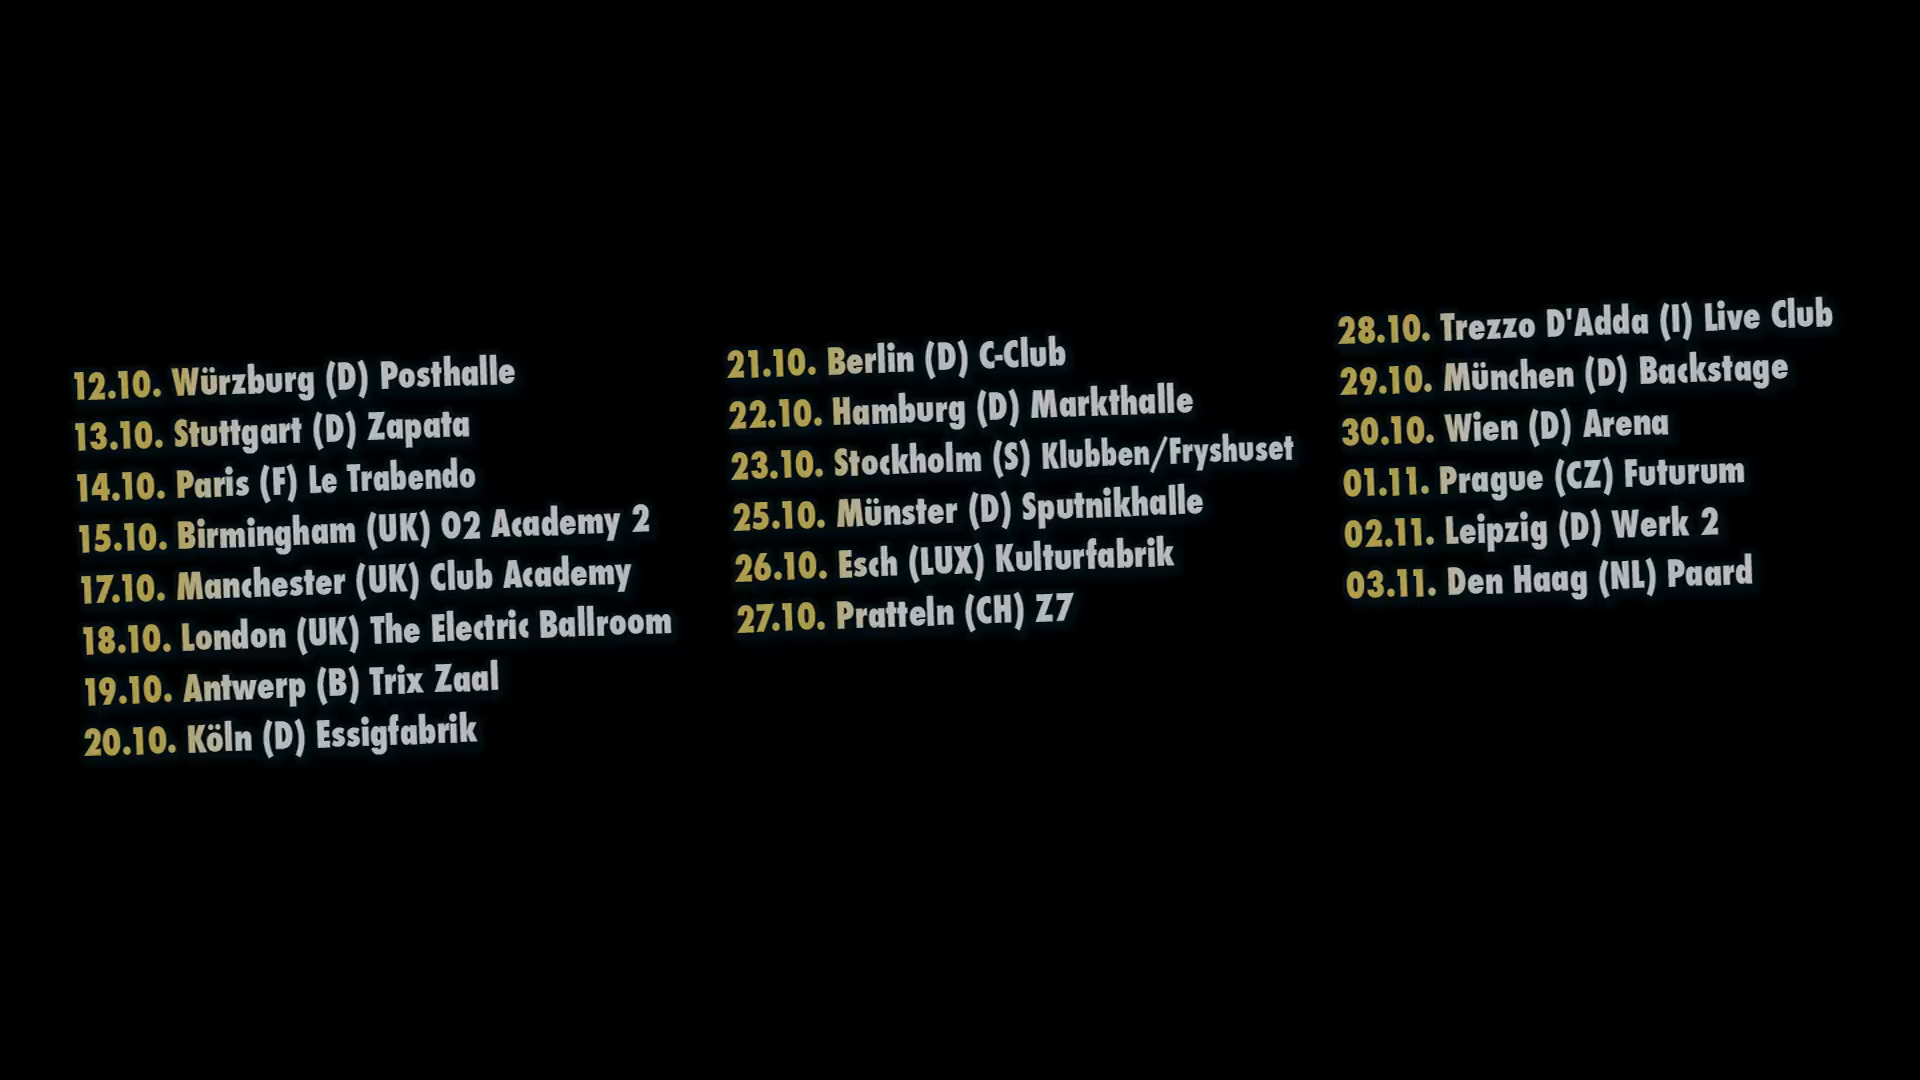 12.10. Würzburg (D) Posthalle
13.10. Stuttgart (D) Zapata
14.10. Paris (F) Le Trabendo
15.10. Birmingham (UK) O2 Academy 2
17.10. Manchester (UK) Club Academy
18.10. London (UK) The Electric Ballroom
19.10. Antwerp (B) Trix Zaal
20.10. Köln (D) Essigfabrik
21.10. Berlin (D) C-Club
22.10. Hamburg (D) Markthalle
23.10. Stockholm (S) Klubben/Fryshuset
25.10. Münster (D) Sputnikhalle
26.10. Esch (LUX) Kulturfabrik
27.10. Pratteln (CH) Z7
28.10. Trezzo D'Adda (I) Live Club
29.10. München (D) Backstage
30.10. Wien (D) Arena
01.11. Prague (CZ) Futurum
02.11. Leipzig (D) Werk 2
03.11. Den Haag (NL) Paard